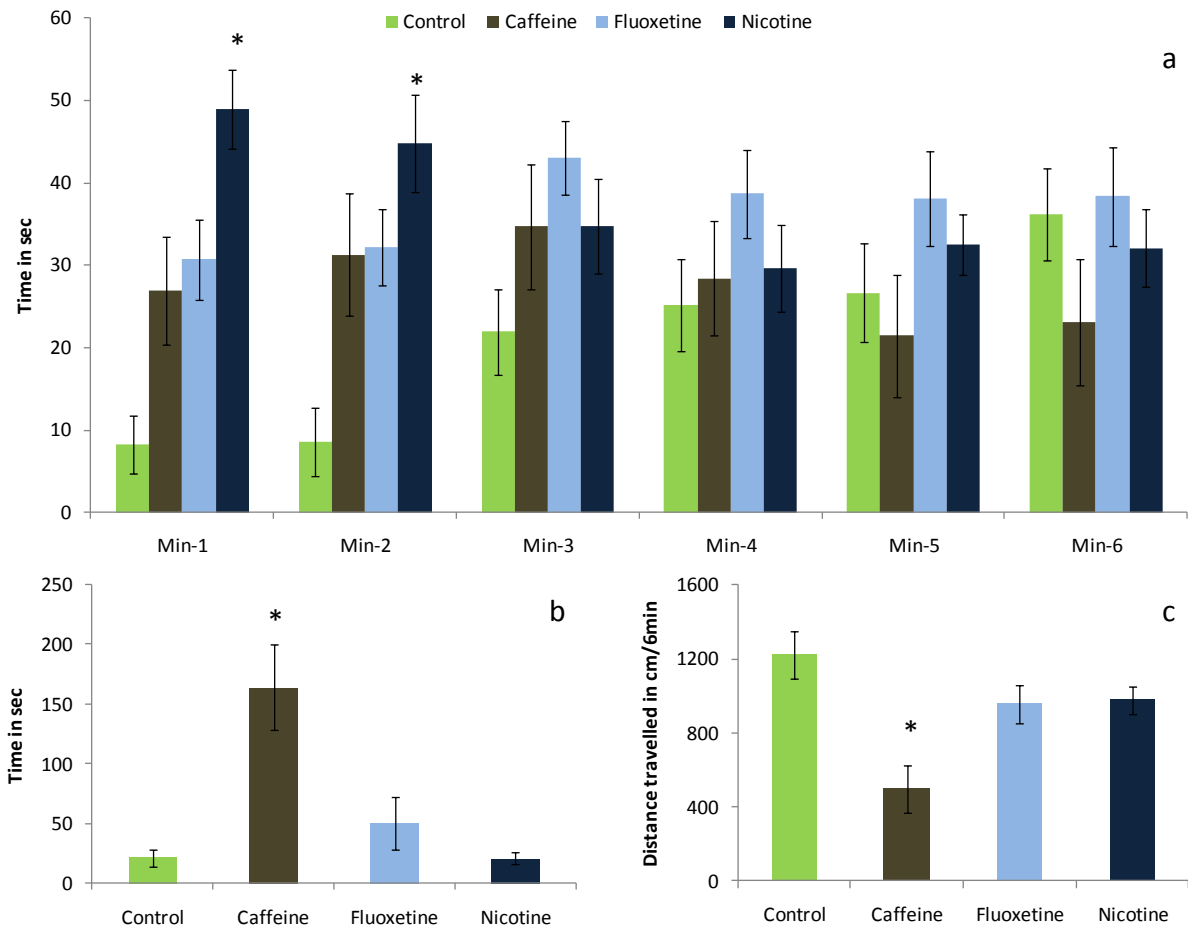 60
50
40
30
20
10
0
Time in sec
Control Caffeine Fluoxetine Nicotine
a
*
*
Min-1 Min-2 Min-3 Min-4 Min-5 Min-6
250
200
150
100
50
0
Time in sec
b
*
Control Caffeine Fluoxetine Nicotine
1600
1200
800
400
0
Distance travelled in cm/6min
c
*
Control Caffeine Fluoxetine Nicotine